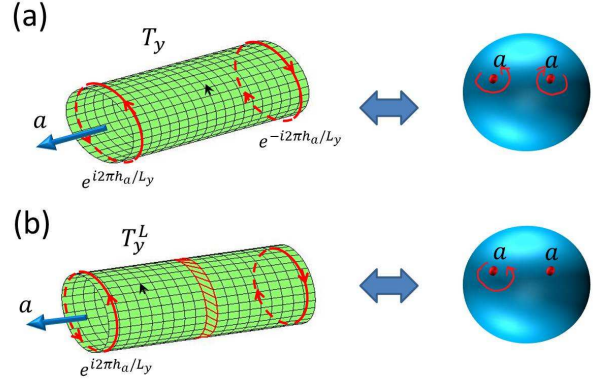 (a)
T_y
a
a
a
e^{i2πh_a/L_y}
e^{-i2πh_a/L_y}
(b)
T_y^L
a
a
a
e^{i2πh_a/L_y}